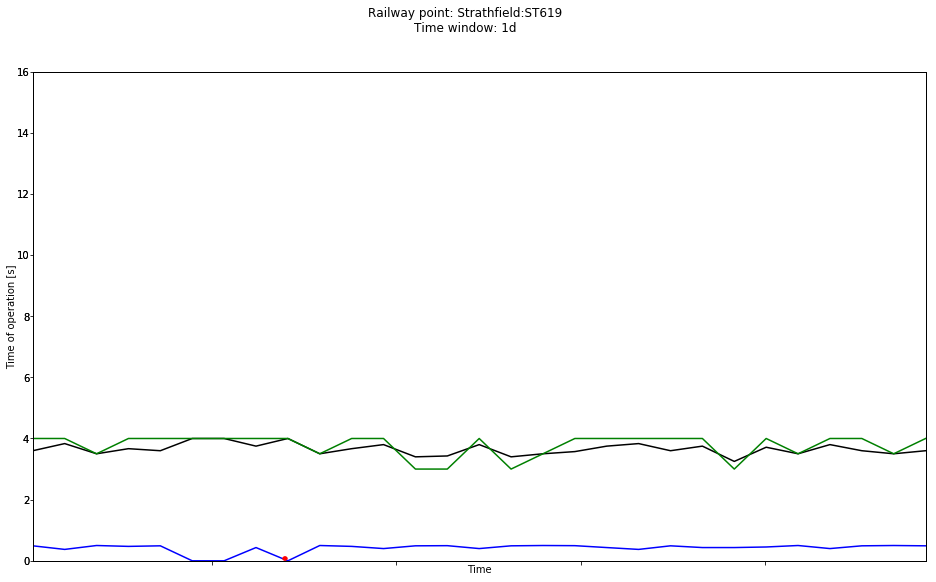 Railway point: Strathfield:ST619
Time window: 1d
16
14
12
10
8
6
4
2
0
Time of operation [s]
Time